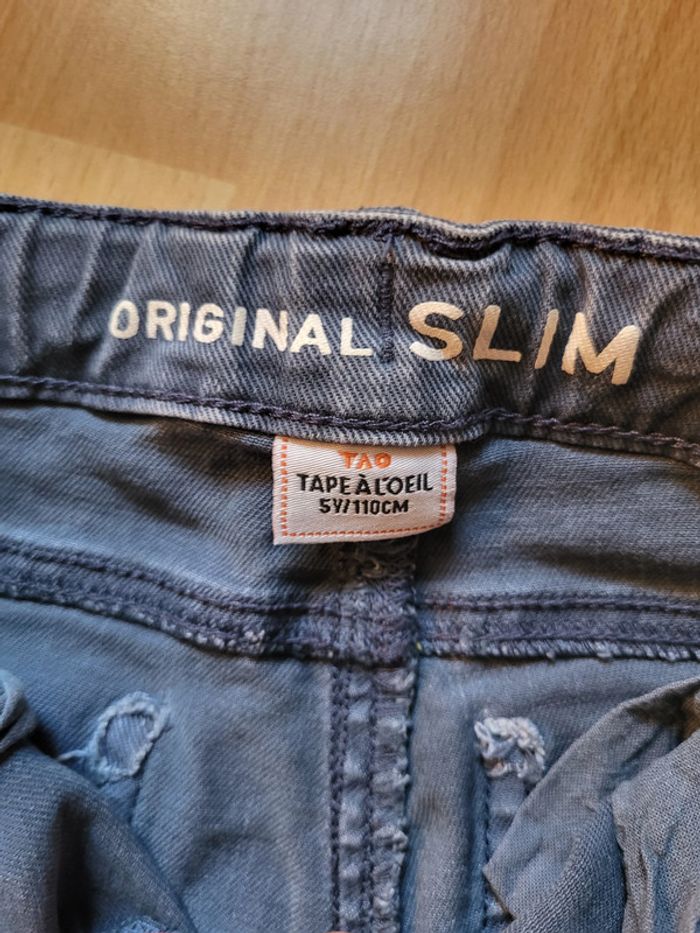 ORIGINAL SLIM
TAO
TAPE À L'OEIL
5Y/110CM